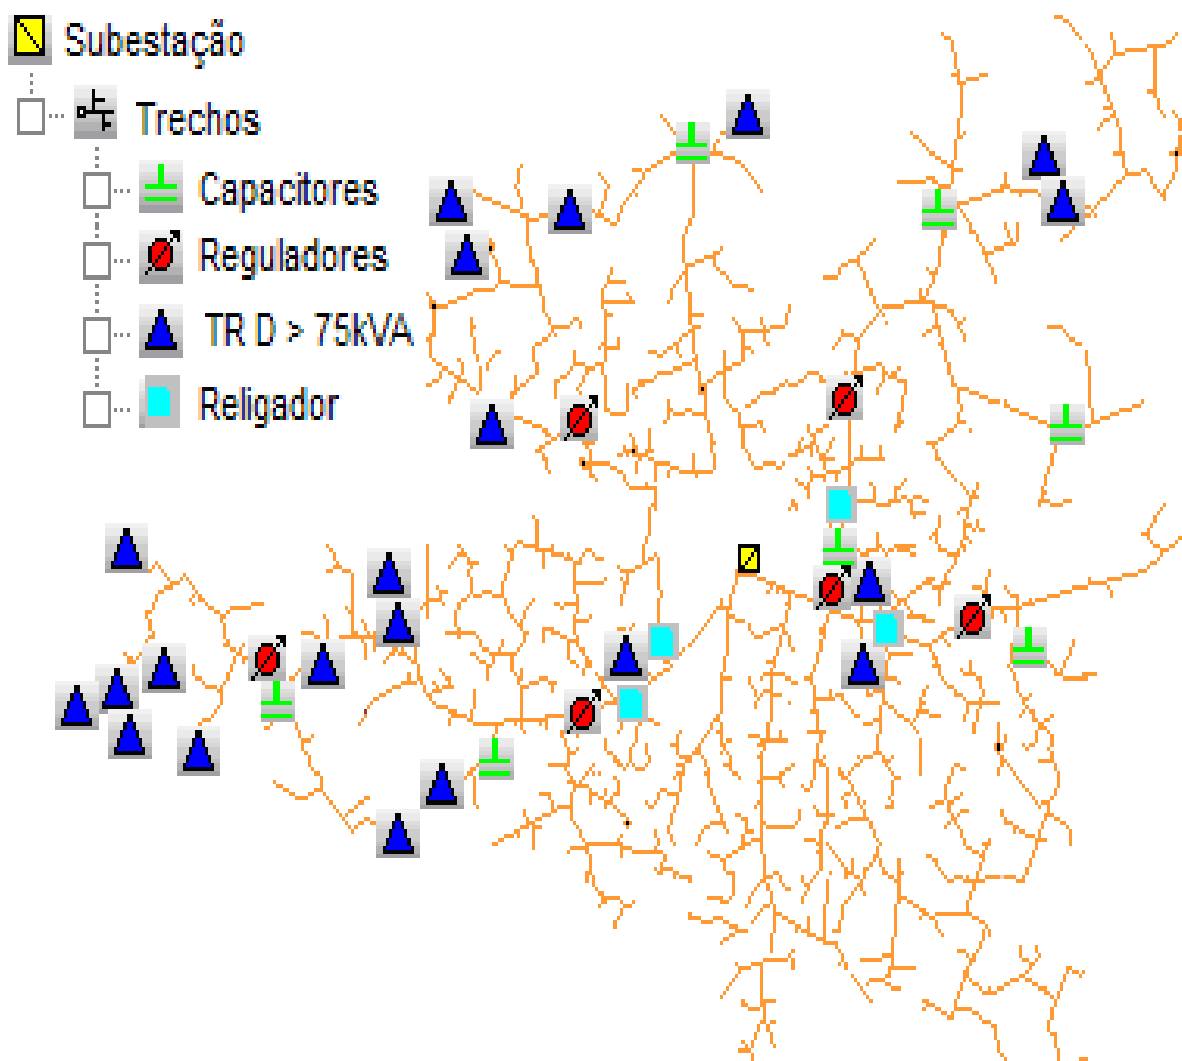 Subestação
Trechos
Capacitores
Reguladores
TR D > 75kVA
Religador